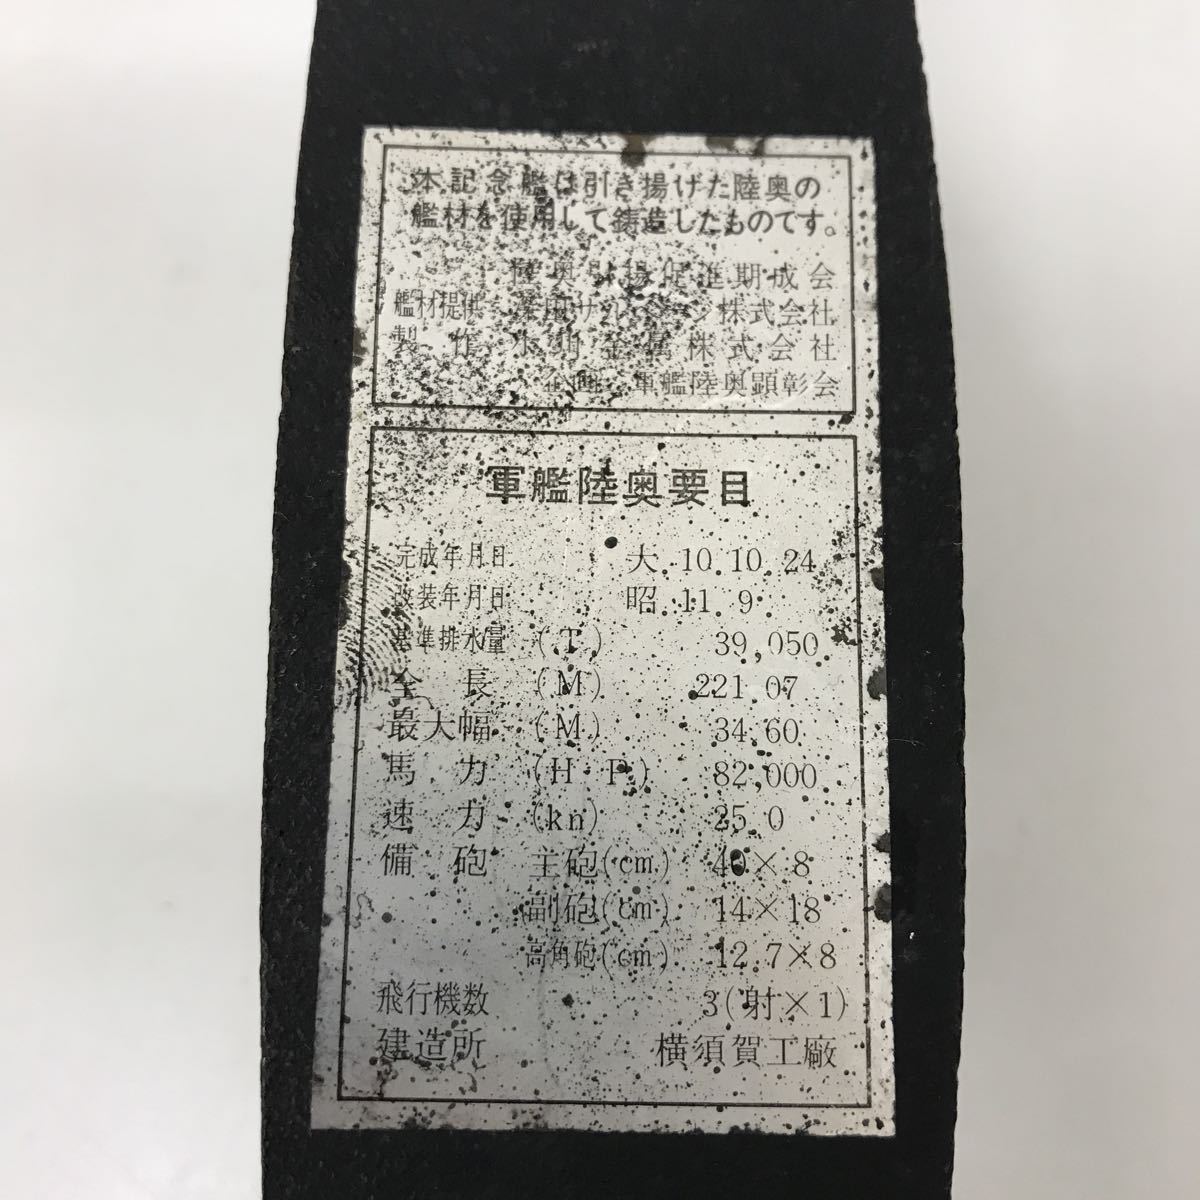 本記念艦は引き揚げた陸奥の
艦材を使用して鋳造したものです。
陸奥引揚促進期成会
艦材提供 深田サルベージ株式会社
製作 金属株式会社
企画 軍艦陸奥顕彰会
軍艦陸奥要目
完成年月日 大.10.10.24
改装年月日 昭.11.9
基準排水量 (T) 39,050
全長 (M) 221.07
最大幅 (M) 34.60
馬力 (H.P) 82,000
速力 (kn) 25.0
備砲 主砲(cm) 40×8
副砲(cm) 14×18
高角砲(cm) 12.7×8
飛行機数 3(射×1)
建造所 横須賀工廠